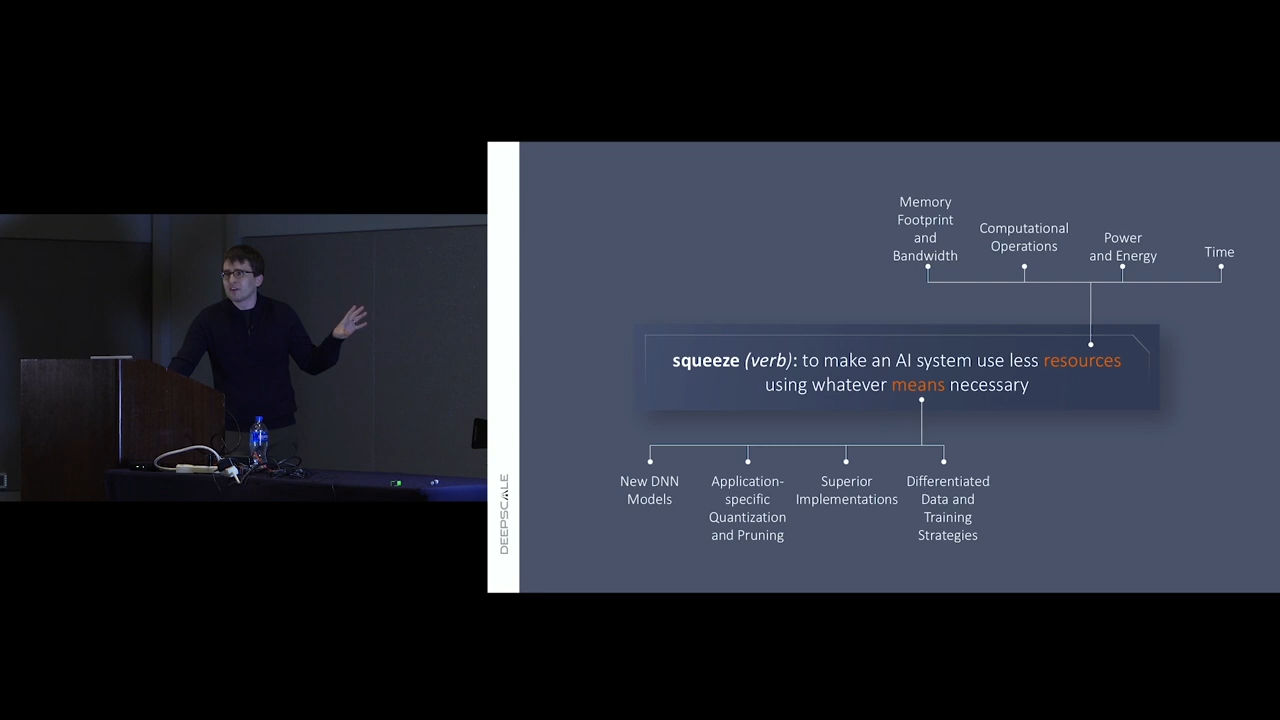 Memory
Footprint
and
Bandwidth
Computational
Operations
Power
and Energy
Time
squeeze (verb): to make an AI system use less resources
using whatever means necessary
New DNN
Models
Application-
specific
Quantization
and Pruning
Superior
Implementations
Differentiated
Data and
Training
Strategies
DEEPSCALE